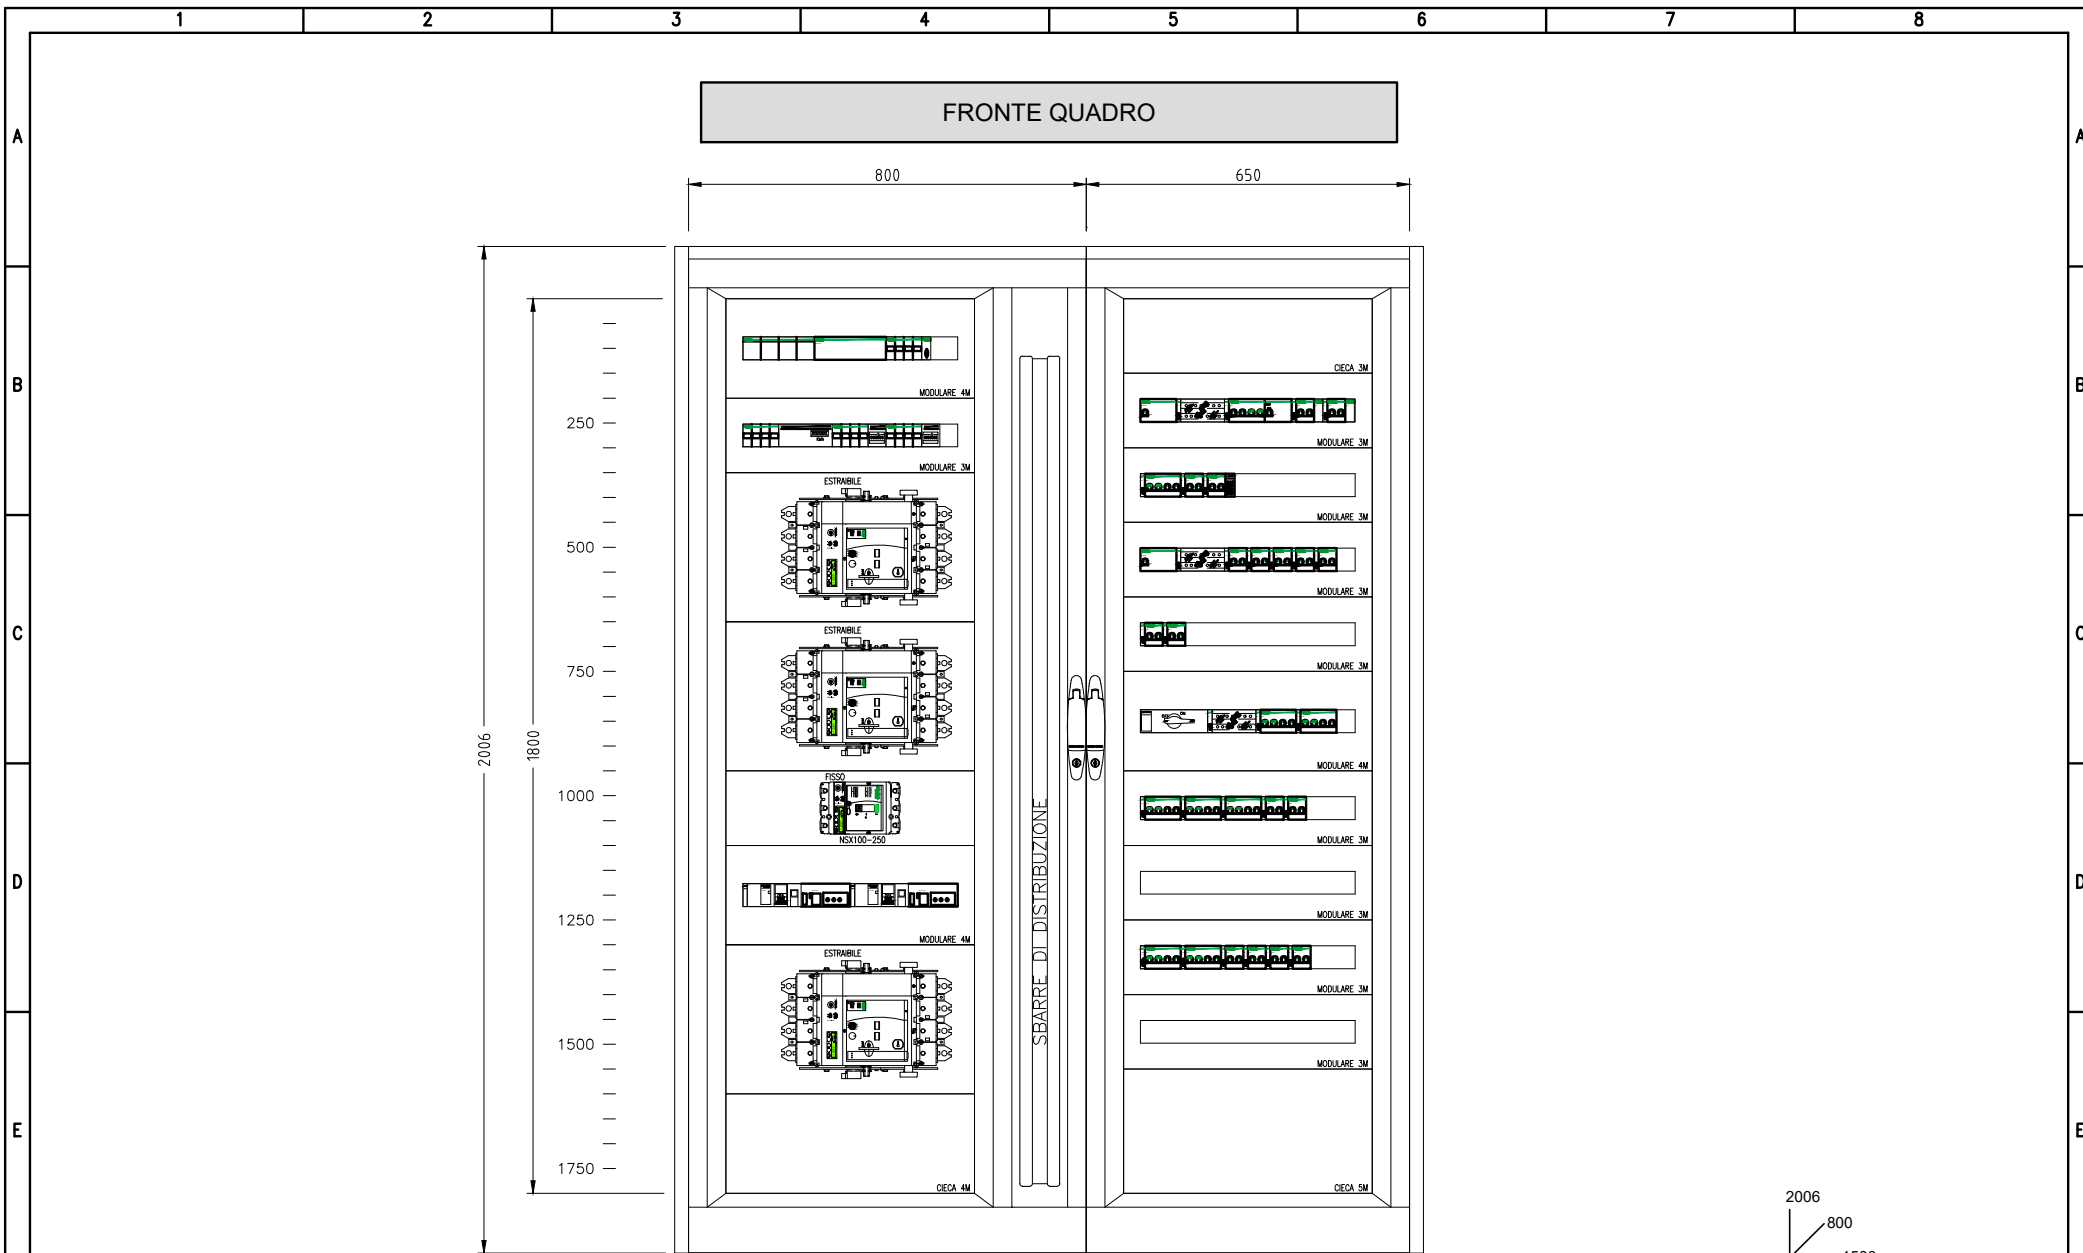 1 2 3 4 5 6 7 8
FRONTE QUADRO
A A
800 650
2006
1800
B B
CIECA 3M
MODULARE 4M
250
MODULARE 3M
MODULARE 3M
ESTRAIBILE
MODULARE 3M
500
MODULARE 3M
C C
ESTRAIBILE
MODULARE 3M
750
OFF ON
MODULARE 4M
FISSO
1000
NSX100-250
MODULARE 3M
D D
SBARRE DI DISTRIBUZIONE
MODULARE 3M
1250
MODULARE 4M
ESTRAIBILE
MODULARE 3M
1500
MODULARE 3M
E E
1750
CIECA 4M
CIECA 5M
2006
800